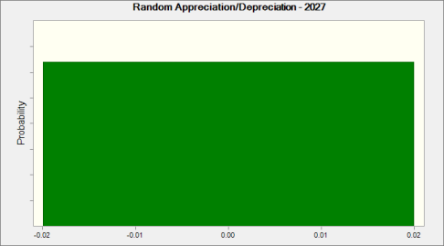 Random Appreciation/Depreciation - 2027
Probability
-0.02 -0.01 0.00 0.01 0.02